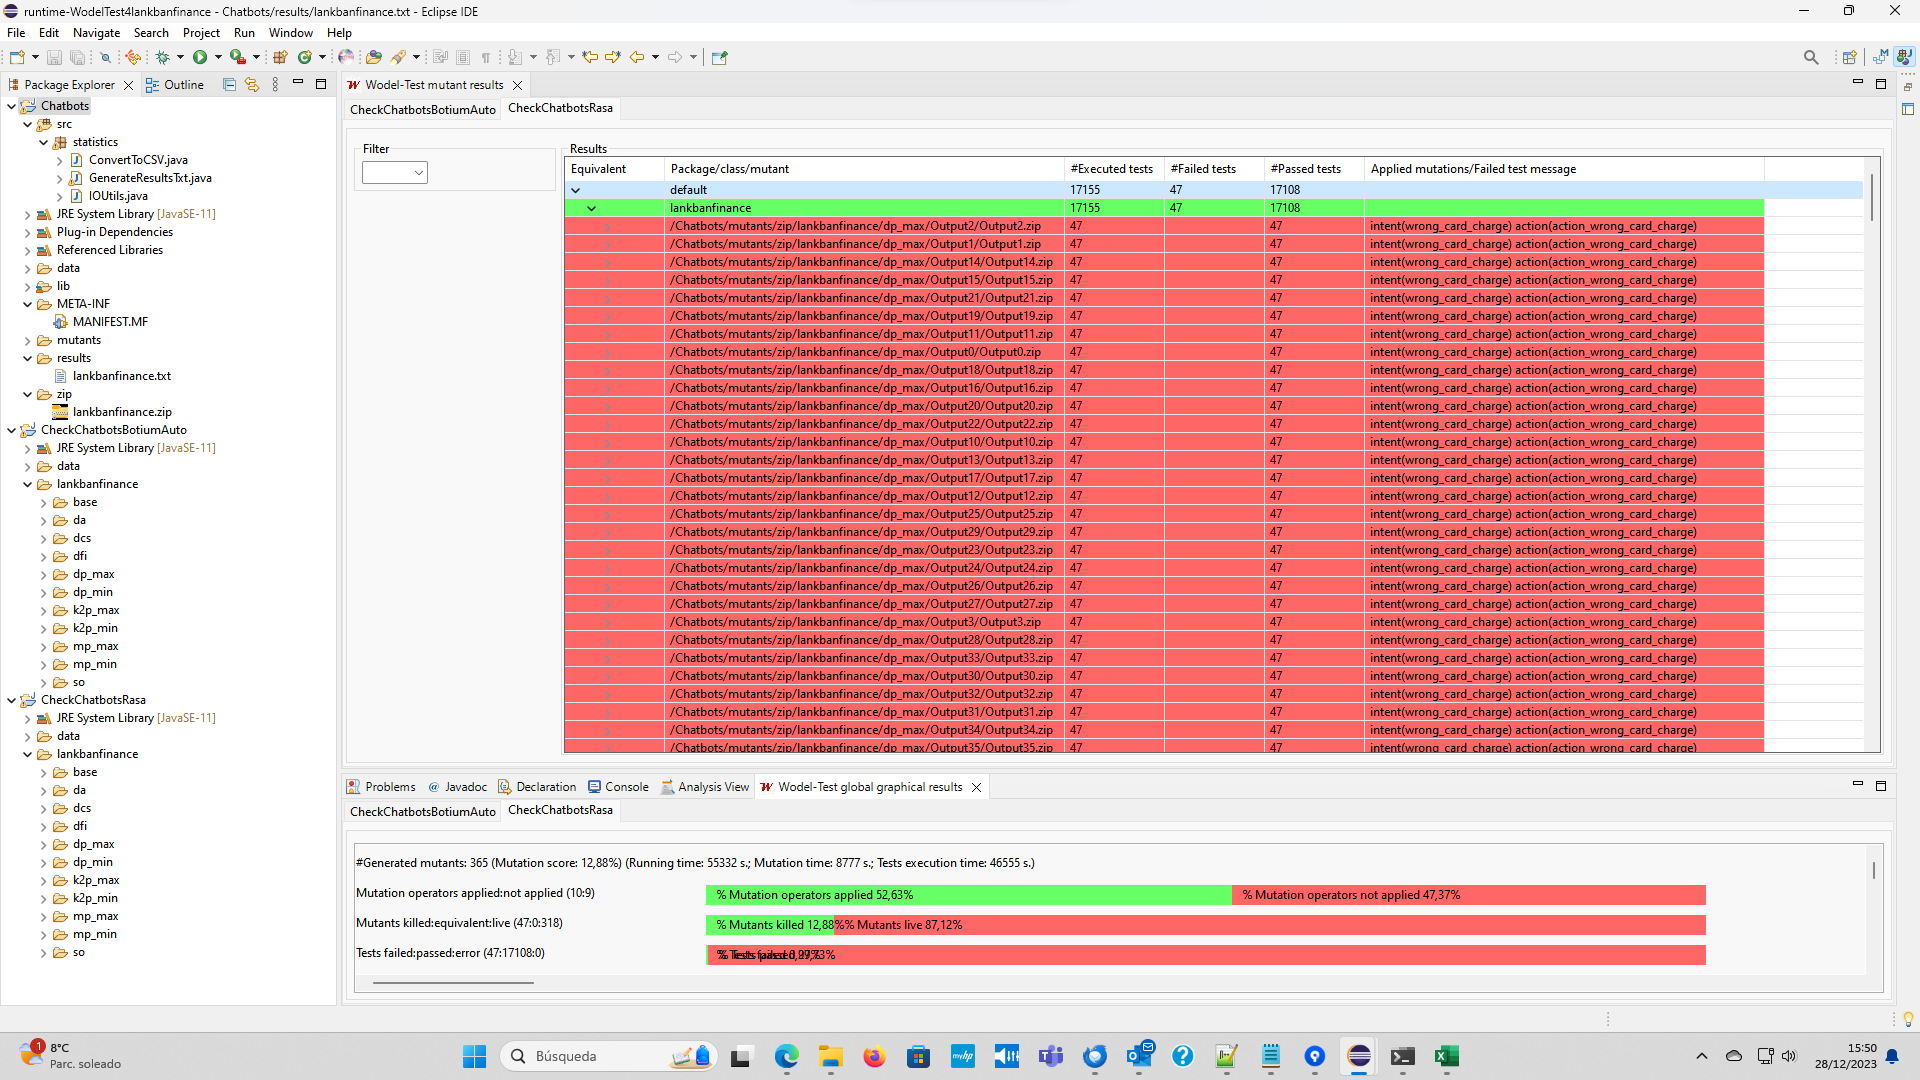 runtime-WodelTest4lankbanfinance - Chatbots/results/lankbanfinance.txt - Eclipse IDE
File Edit Navigate Search Project Run Window Help
Package Explorer
Outline
Chatbots
src
statistics
ConvertToCSV.java
GenerateResultsTxt.java
IOUtils.java
JRE System Library [JavaSE-11]
Plug-in Dependencies
Referenced Libraries
data
lib
META-INF
MANIFEST.MF
mutants
results
lankbanfinance.txt
zip
lankbanfinance.zip
CheckChatbotsBotiumAuto
JRE System Library [JavaSE-11]
data
lankbanfinance
base
da
dcs
dfi
dp_max
dp_min
k2p_max
k2p_min
mp_max
mp_min
so
CheckChatbotsRasa
JRE System Library [JavaSE-11]
data
lankbanfinance
base
da
dcs
dfi
dp_max
dp_min
k2p_max
k2p_min
mp_max
mp_min
so
Wodel-Test mutant results
CheckChatbotsBotiumAuto CheckChatbotsRasa
Filter
Results
Equivalent Package/class/mutant #Executed tests #Failed tests #Passed tests Applied mutations/Failed test message
default 17155 47 17108
lankbanfinance 17155 47 17108
/Chatbots/mutants/zip/lankbanfinance/dp_max/Output2/Output2.zip 47 47 intent(wrong_card_charge) action(action_wrong_card_charge)
/Chatbots/mutants/zip/lankbanfinance/dp_max/Output1/Output1.zip 47 47 intent(wrong_card_charge) action(action_wrong_card_charge)
/Chatbots/mutants/zip/lankbanfinance/dp_max/Output14/Output14.zip 47 47 intent(wrong_card_charge) action(action_wrong_card_charge)
/Chatbots/mutants/zip/lankbanfinance/dp_max/Output15/Output15.zip 47 47 intent(wrong_card_charge) action(action_wrong_card_charge)
/Chatbots/mutants/zip/lankbanfinance/dp_max/Output21/Output21.zip 47 47 intent(wrong_card_charge) action(action_wrong_card_charge)
/Chatbots/mutants/zip/lankbanfinance/dp_max/Output19/Output19.zip 47 47 intent(wrong_card_charge) action(action_wrong_card_charge)
/Chatbots/mutants/zip/lankbanfinance/dp_max/Output11/Output11.zip 47 47 intent(wrong_card_charge) action(action_wrong_card_charge)
/Chatbots/mutants/zip/lankbanfinance/dp_max/Output0/Output0.zip 47 47 intent(wrong_card_charge) action(action_wrong_card_charge)
/Chatbots/mutants/zip/lankbanfinance/dp_max/Output18/Output18.zip 47 47 intent(wrong_card_charge) action(action_wrong_card_charge)
/Chatbots/mutants/zip/lankbanfinance/dp_max/Output16/Output16.zip 47 47 intent(wrong_card_charge) action(action_wrong_card_charge)
/Chatbots/mutants/zip/lankbanfinance/dp_max/Output20/Output20.zip 47 47 intent(wrong_card_charge) action(action_wrong_card_charge)
/Chatbots/mutants/zip/lankbanfinance/dp_max/Output22/Output22.zip 47 47 intent(wrong_card_charge) action(action_wrong_card_charge)
/Chatbots/mutants/zip/lankbanfinance/dp_max/Output10/Output10.zip 47 47 intent(wrong_card_charge) action(action_wrong_card_charge)
/Chatbots/mutants/zip/lankbanfinance/dp_max/Output13/Output13.zip 47 47 intent(wrong_card_charge) action(action_wrong_card_charge)
/Chatbots/mutants/zip/lankbanfinance/dp_max/Output17/Output17.zip 47 47 intent(wrong_card_charge) action(action_wrong_card_charge)
/Chatbots/mutants/zip/lankbanfinance/dp_max/Output12/Output12.zip 47 47 intent(wrong_card_charge) action(action_wrong_card_charge)
/Chatbots/mutants/zip/lankbanfinance/dp_max/Output25/Output25.zip 47 47 intent(wrong_card_charge) action(action_wrong_card_charge)
/Chatbots/mutants/zip/lankbanfinance/dp_max/Output29/Output29.zip 47 47 intent(wrong_card_charge) action(action_wrong_card_charge)
/Chatbots/mutants/zip/lankbanfinance/dp_max/Output23/Output23.zip 47 47 intent(wrong_card_charge) action(action_wrong_card_charge)
/Chatbots/mutants/zip/lankbanfinance/dp_max/Output24/Output24.zip 47 47 intent(wrong_card_charge) action(action_wrong_card_charge)
/Chatbots/mutants/zip/lankbanfinance/dp_max/Output26/Output26.zip 47 47 intent(wrong_card_charge) action(action_wrong_card_charge)
/Chatbots/mutants/zip/lankbanfinance/dp_max/Output27/Output27.zip 47 47 intent(wrong_card_charge) action(action_wrong_card_charge)
/Chatbots/mutants/zip/lankbanfinance/dp_max/Output3/Output3.zip 47 47 intent(wrong_card_charge) action(action_wrong_card_charge)
/Chatbots/mutants/zip/lankbanfinance/dp_max/Output28/Output28.zip 47 47 intent(wrong_card_charge) action(action_wrong_card_charge)
/Chatbots/mutants/zip/lankbanfinance/dp_max/Output33/Output33.zip 47 47 intent(wrong_card_charge) action(action_wrong_card_charge)
/Chatbots/mutants/zip/lankbanfinance/dp_max/Output30/Output30.zip 47 47 intent(wrong_card_charge) action(action_wrong_card_charge)
/Chatbots/mutants/zip/lankbanfinance/dp_max/Output32/Output32.zip 47 47 intent(wrong_card_charge) action(action_wrong_card_charge)
/Chatbots/mutants/zip/lankbanfinance/dp_max/Output31/Output31.zip 47 47 intent(wrong_card_charge) action(action_wrong_card_charge)
/Chatbots/mutants/zip/lankbanfinance/dp_max/Output34/Output34.zip 47 47 intent(wrong_card_charge) action(action_wrong_card_charge)
/Chatbots/mutants/zip/lankbanfinance/dp_max/Output35/Output35.zip 47 47 intent(wrong_card_charge) action(action_wrong_card_charge)
Problems @ Javadoc Declaration Console Analysis View Wodel-Test global graphical results
CheckChatbotsBotiumAuto CheckChatbotsRasa
#Generated mutants: 365 (Mutation score: 12,88%) (Running time: 55332 s.; Mutation time: 8777 s.; Tests execution time: 46555 s.)
Mutation operators applied:not applied (10:9) % Mutation operators applied 52,63% % Mutation operators not applied 47,37%
Mutants killed:equivalent:live (47:0:318) % Mutants killed 12,88%% Mutants live 87,12%
Tests failed:passed:error (47:17108:0)
1
8°C
Parc. soleado
Búsqueda
15:50
28/12/2023